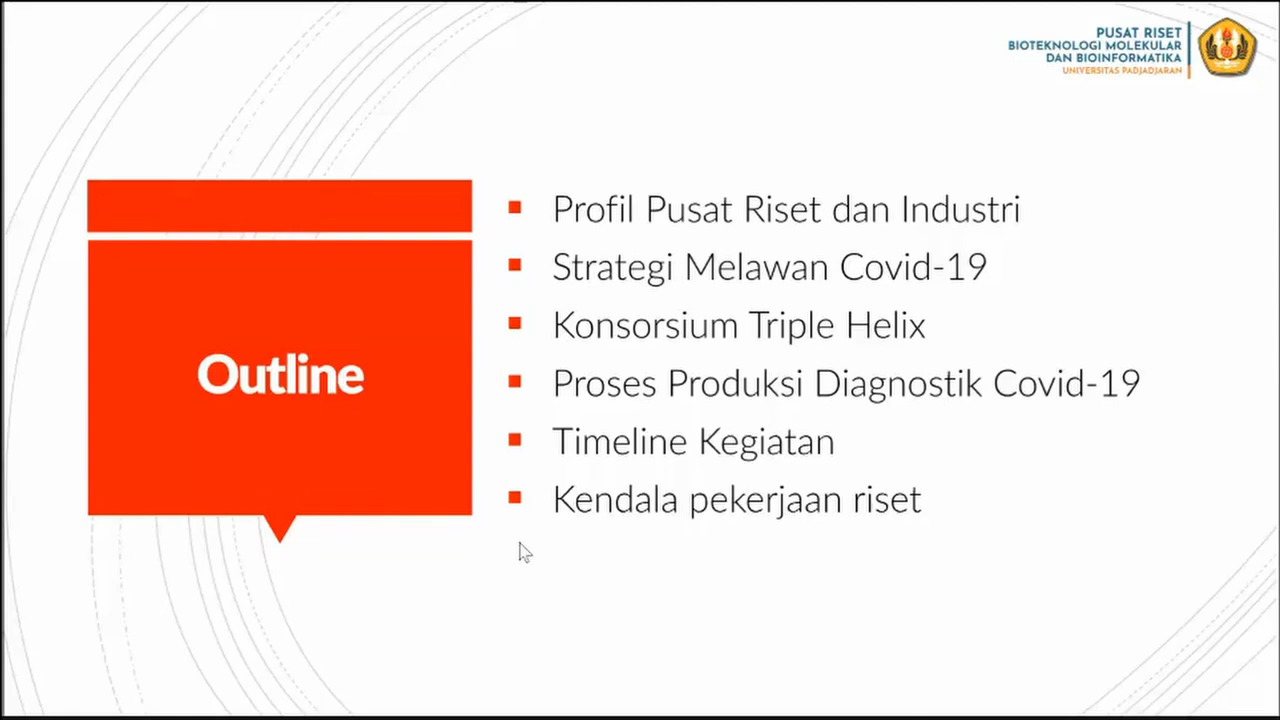 PUSAT RISET
BIOTEKNOLOGI MOLEKULAR
DAN BIOINFORMATIKA
UNIVERSITAS PADJADJARAN
Outline
Profil Pusat Riset dan Industri
Strategi Melawan Covid-19
Konsorsium Triple Helix
Proses Produksi Diagnostik Covid-19
Timeline Kegiatan
Kendala pekerjaan riset